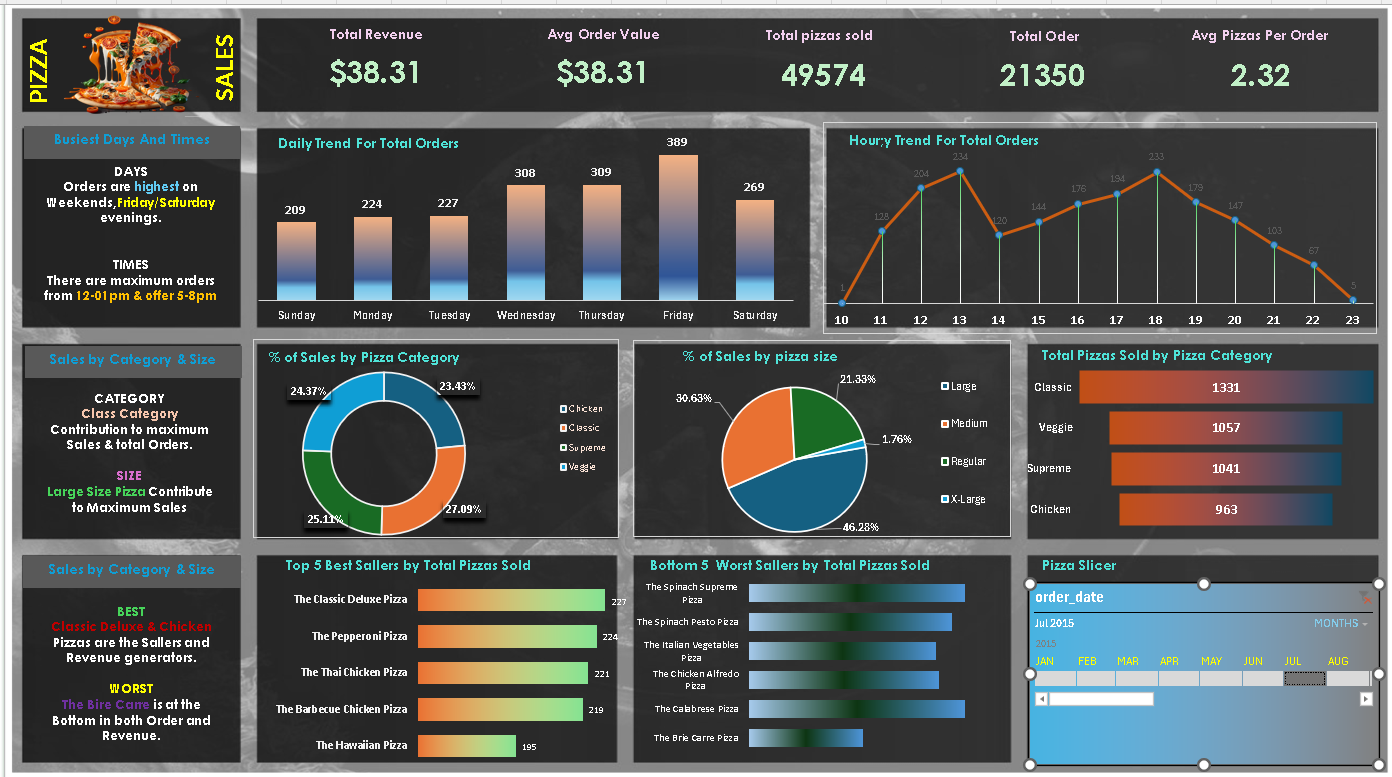 PIZZA
SALES
Total Revenue
$38.31
Avg Order Value
$38.31
Total pizzas sold
49574
Total Oder
21350
Avg Pizzas Per Order
2.32
Busiest Days And Times
DAYS
Orders are highest on
Weekends,Friday/Saturday
evenings.
TIMES
There are maximum orders
from 12-01pm & offer 5-8pm
Daily Trend For Total Orders
209
224
227
308
309
389
269
Sunday
Monday
Tuesday
Wednesday
Thursday
Friday
Saturday
Hour;y Trend For Total Orders
1
128
204
234
120
144
176
194
233
179
147
103
67
5
10
11
12
13
14
15
16
17
18
19
20
21
22
23
Sales by Category & Size
CATEGORY
Class Category
Contribution to maximum
Sales & total Orders.
SIZE
Large Size Pizza Contribute
to Maximum Sales
% of Sales by Pizza Category
24.37%
23.43%
25.11%
27.09%
Chicken
Classic
Supreme
Veggie
% of Sales by pizza size
30.63%
21.33%
1.76%
46.28%
Large
Medium
Regular
X-Large
Total Pizzas Sold by Pizza Category
Classic
1331
Veggie
1057
Supreme
1041
Chicken
963
Sales by Category & Size
BEST
Classic Deluxe & Chicken
Pizzas are the Sallers and
Revenue generators.
WORST
The Bire Carre is at the
Bottom in both Order and
Revenue.
Top 5 Best Sallers by Total Pizzas Sold
The Classic Deluxe Pizza
227
The Pepperoni Pizza
224
The Thai Chicken Pizza
221
The Barbecue Chicken Pizza
219
The Hawaiian Pizza
195
Bottom 5 Worst Sallers by Total Pizzas Sold
The Spinach Supreme
Pizza
The Spinach Pesto Pizza
The Italian Vegetables
Pizza
The Chicken Alfredo
Pizza
The Calabrese Pizza
The Brie Carre Pizza
Pizza Slicer
order_date
Jul 2015
MONTHS
2015
JAN
FEB
MAR
APR
MAY
JUN
JUL
AUG